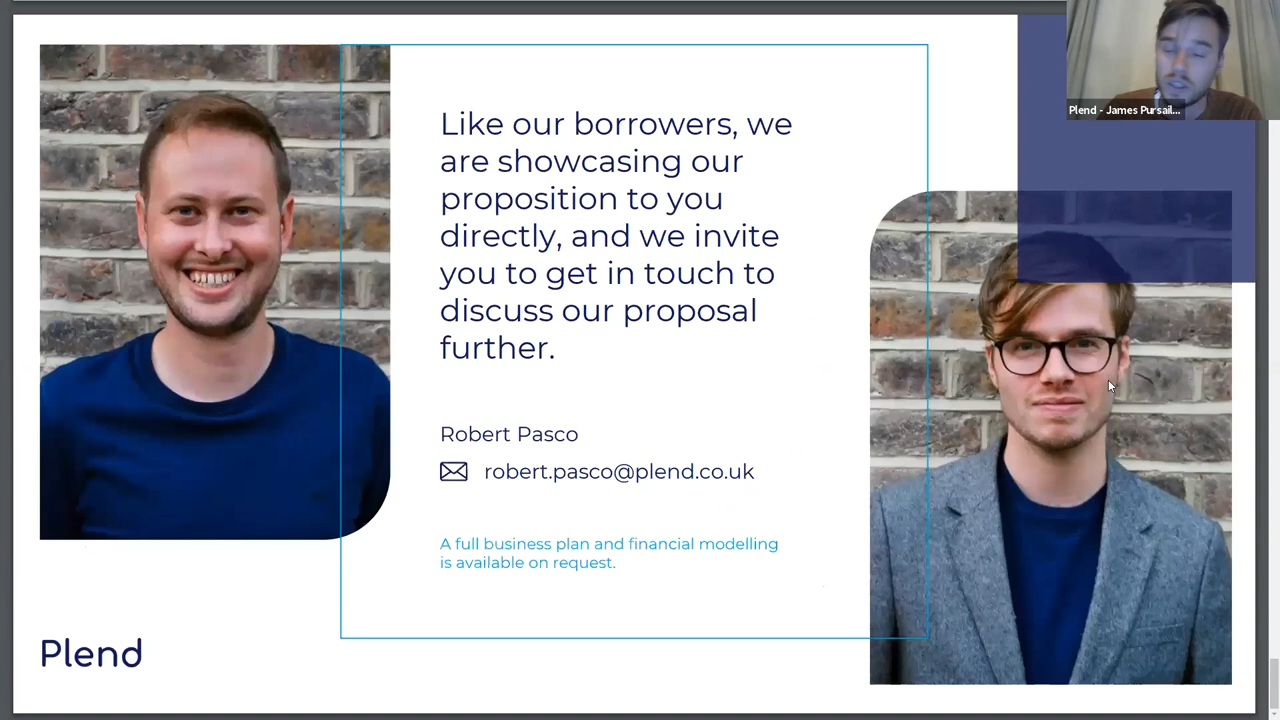 Plend - James Pursail...
Like our borrowers, we
are showcasing our
proposition to you
directly, and we invite
you to get in touch to
discuss our proposal
further.
Robert Pasco
robert.pasco@plend.co.uk
A full business plan and financial modelling
is available on request.
Plend